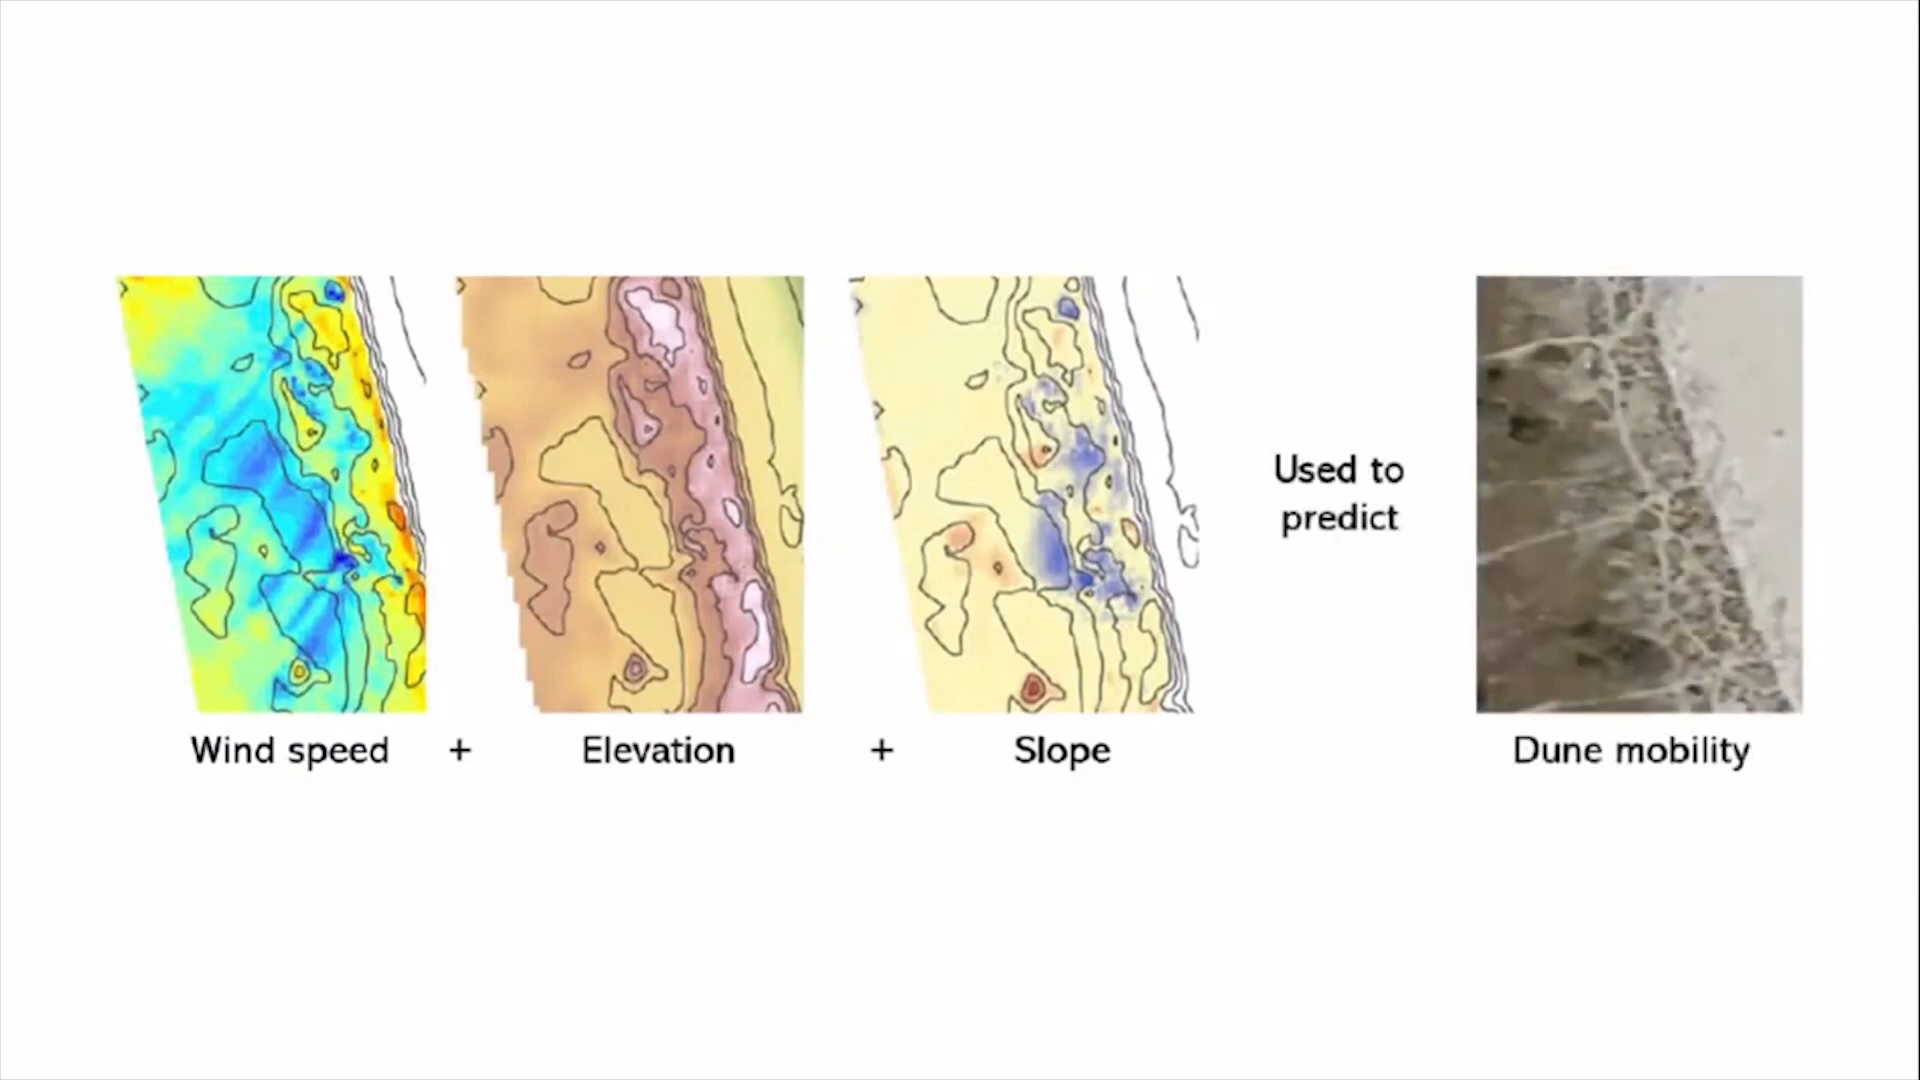 Used to
predict
Wind speed + Elevation + Slope Dune mobility